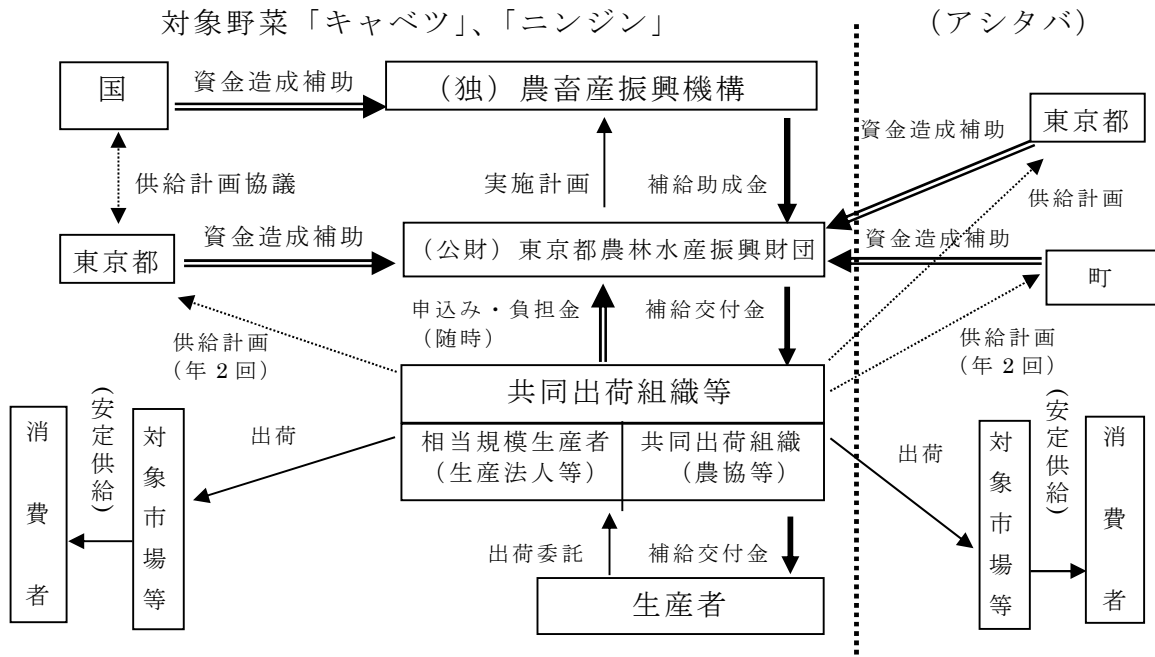 対象野菜「キャベツ」、「ニンジン」
(アシタバ)
国
資金造成補助
(独)農畜産振興機構
資金造成補助
東京都
供給計画協議
実施計画
補給助成金
供給計画
東京都
資金造成補助
(公財)東京都農林水産振興財団
資金造成補助
町
申込み・負担金
(随時)
補給交付金
供給計画
(年2回)
供給計画
(年2回)
共同出荷組織等
相当規模生産者
(生産法人等)
共同出荷組織
(農協等)
消費者
(安定供給)
対象市場等
出荷
出荷
対象市場等
(安定供給)
消費者
出荷委託
補給交付金
生産者